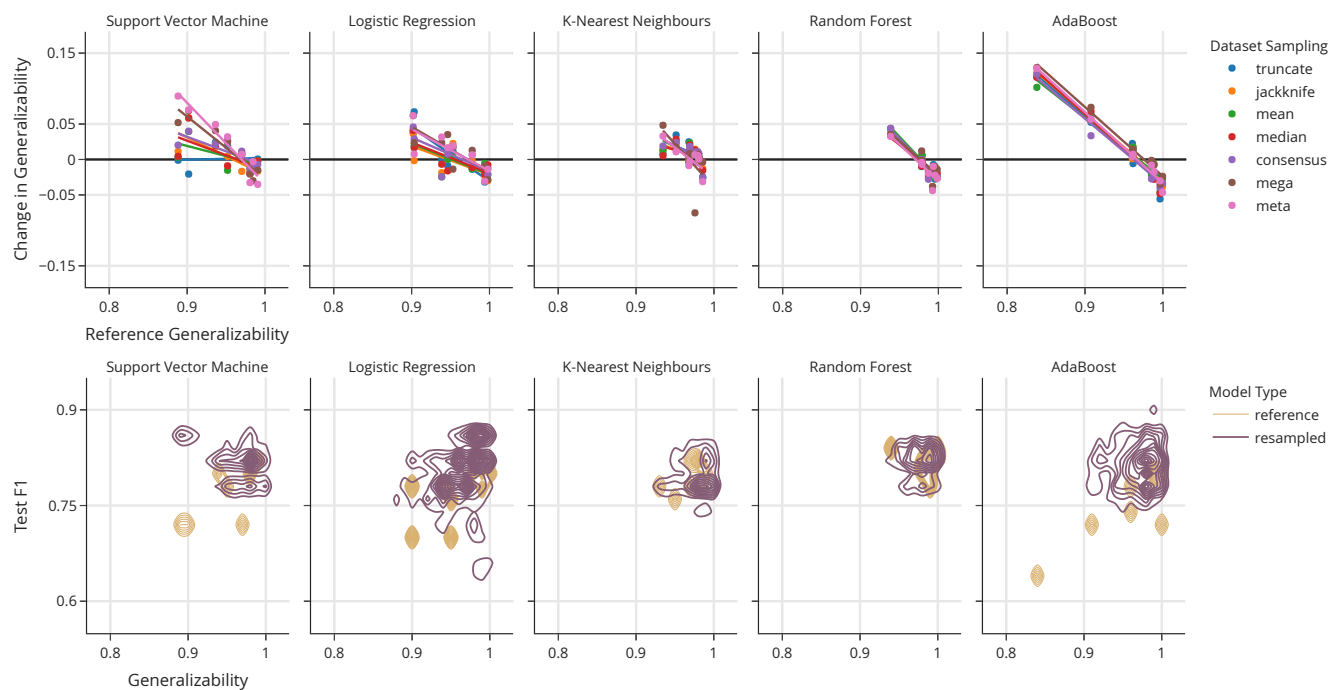 Support Vector Machine
Logistic Regression
K-Nearest Neighbours
Random Forest
AdaBoost
Change in Generalizability
0.15
0.05
0
−0.05
−0.15
0.8 0.9 1
0.8 0.9 1
0.8 0.9 1
0.8 0.9 1
0.8 0.9 1
Reference Generalizability
Dataset Sampling
truncate
jackknife
mean
median
consensus
mega
meta
Support Vector Machine
Logistic Regression
K-Nearest Neighbours
Random Forest
AdaBoost
Test F1
0.9
0.75
0.6
0.8 0.9 1
0.8 0.9 1
0.8 0.9 1
0.8 0.9 1
0.8 0.9 1
Generalizability
Model Type
reference
resampled